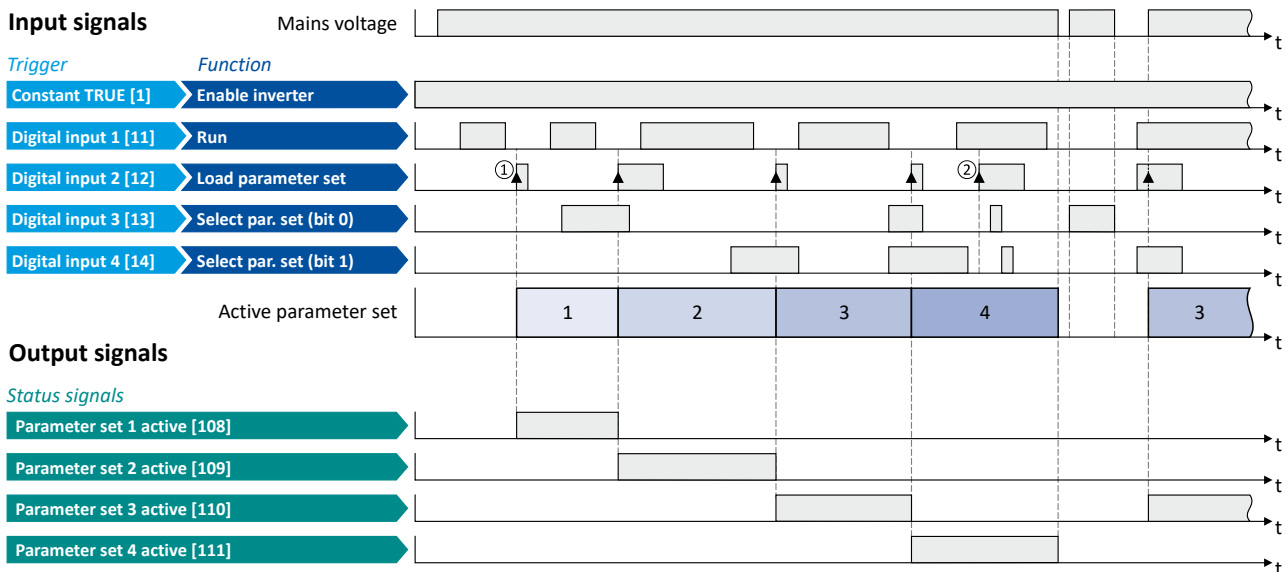 Input signals
Mains voltage
t
Trigger Function
Constant TRUE [1] Enable inverter
t
Digital input 1 [11] Run
t
Digital input 2 [12] Load parameter set
1 2
t
Digital input 3 [13] Select par. set (bit 0)
t
Digital input 4 [14] Select par. set (bit 1)
t
Active parameter set
1 2 3 4 3
t
Output signals
Status signals
Parameter set 1 active [108]
t
Parameter set 2 active [109]
t
Parameter set 3 active [110]
t
Parameter set 4 active [111]
t